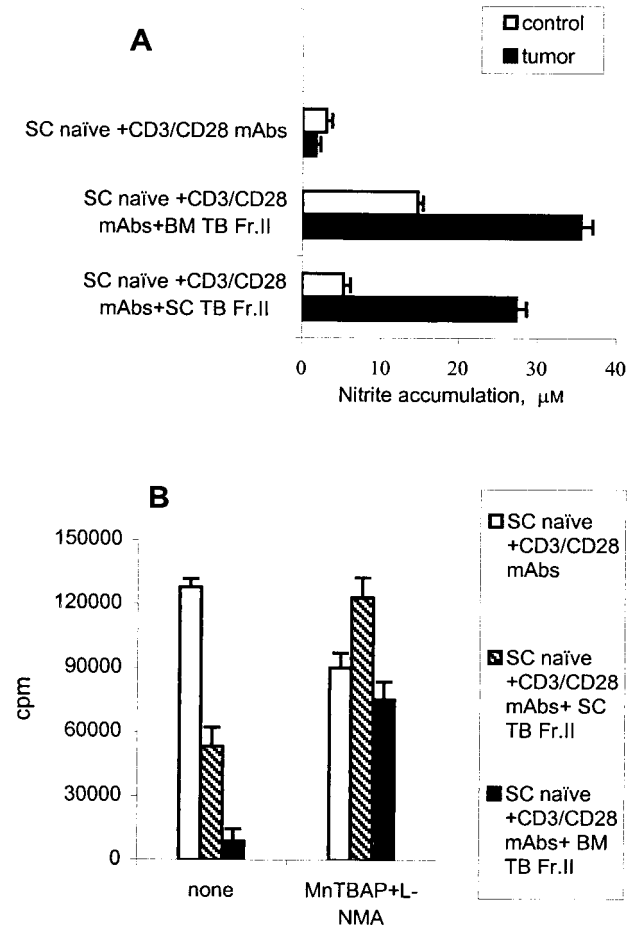 A
control
tumor
SC naïve +CD3/CD28 mAbs
SC naïve +CD3/CD28
mAbs+BM TB Fr.II
SC naïve +CD3/CD28
mAbs+SC TB Fr.II
0 10 20 30 40
Nitrite accumulation, µM
B
150000
120000
90000
60000
30000
0
cpm
none
MnTBAP+L-
NMA
SC naïve
+CD3/CD28
mAbs
SC naïve
+CD3/CD28
mAbs+ SC
TB Fr.II
SC naïve
+CD3/CD28
mAbs+ BM
TB Fr.II